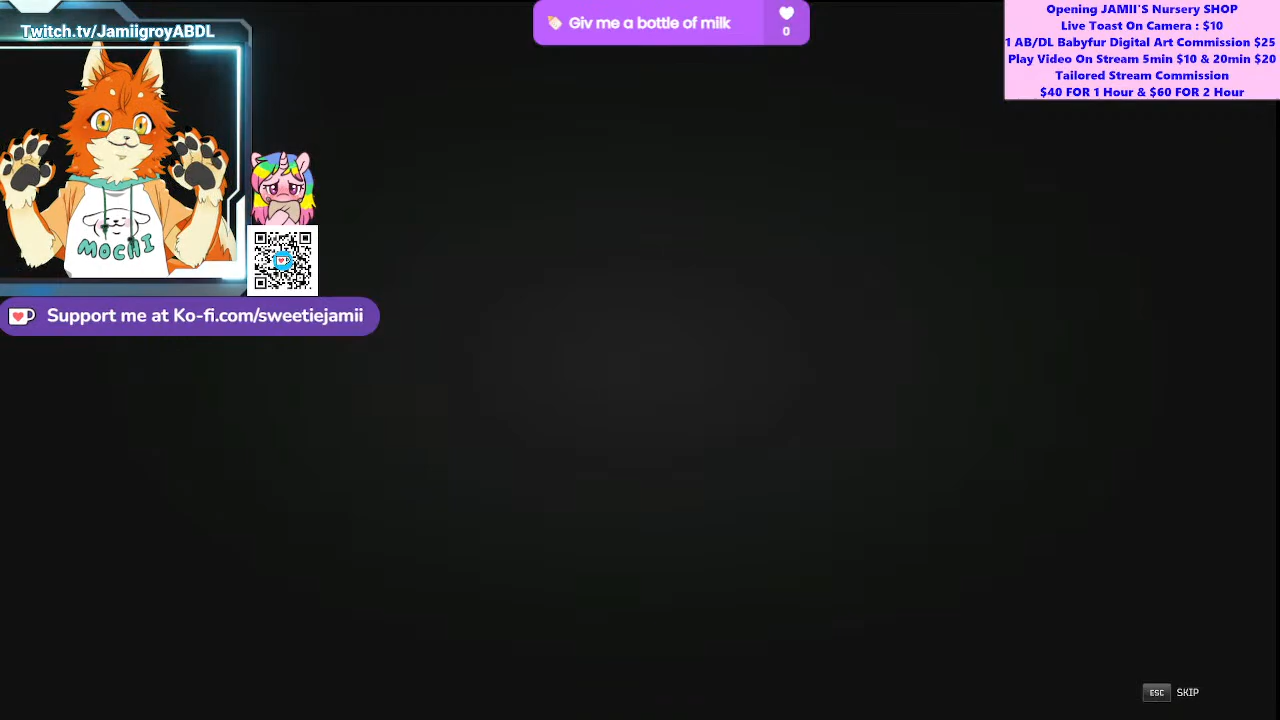 Twitch.tv/JamiigroyABDL
MOCHI
Support me at Ko-fi.com/sweetiejamii
Giv me a bottle of milk
0
Opening JAMII'S Nursery SHOP
Live Toast On Camera : $10
1 AB/DL Babyfur Digital Art Commission $25
Play Video On Stream 5min $10 & 20min $20
Tailored Stream Commission
$40 FOR 1 Hour & $60 FOR 2 Hour
ESC SKIP